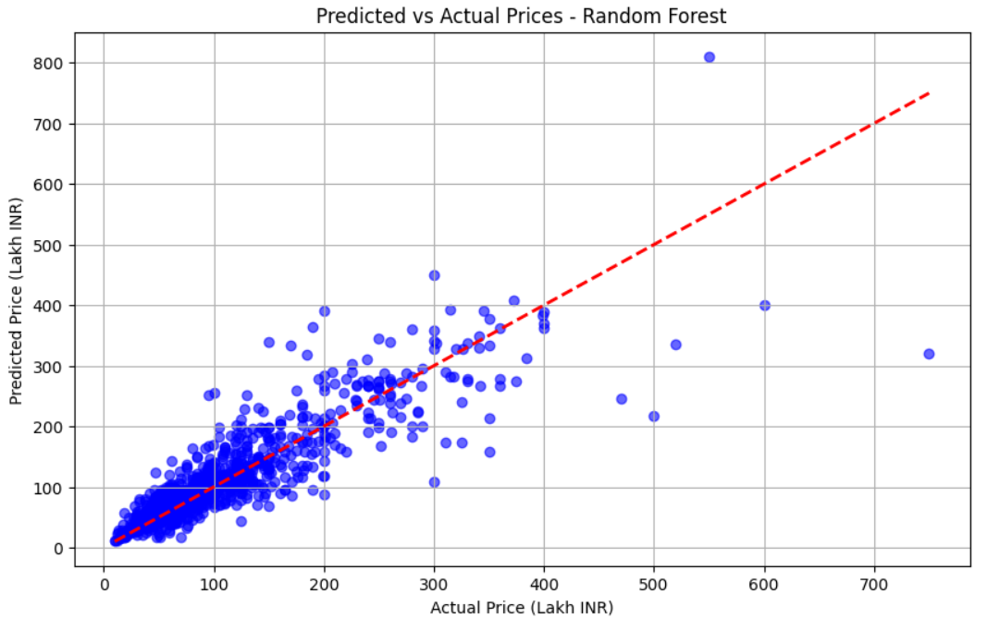 Predicted vs Actual Prices - Random Forest
Predicted Price (Lakh INR)
800
700
600
500
400
300
200
100
0
0 100 200 300 400 500 600 700
Actual Price (Lakh INR)